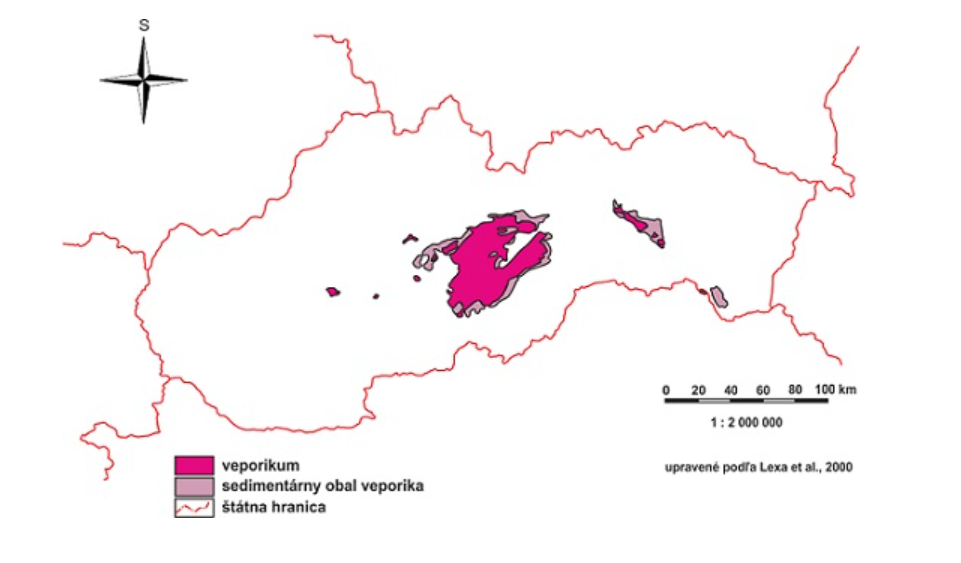 S
0 20 40 60 80 100 km
1 : 2 000 000
veporikum
upravené podľa Lexa et al., 2000
sedimentárny obal veporika
štátna hranica